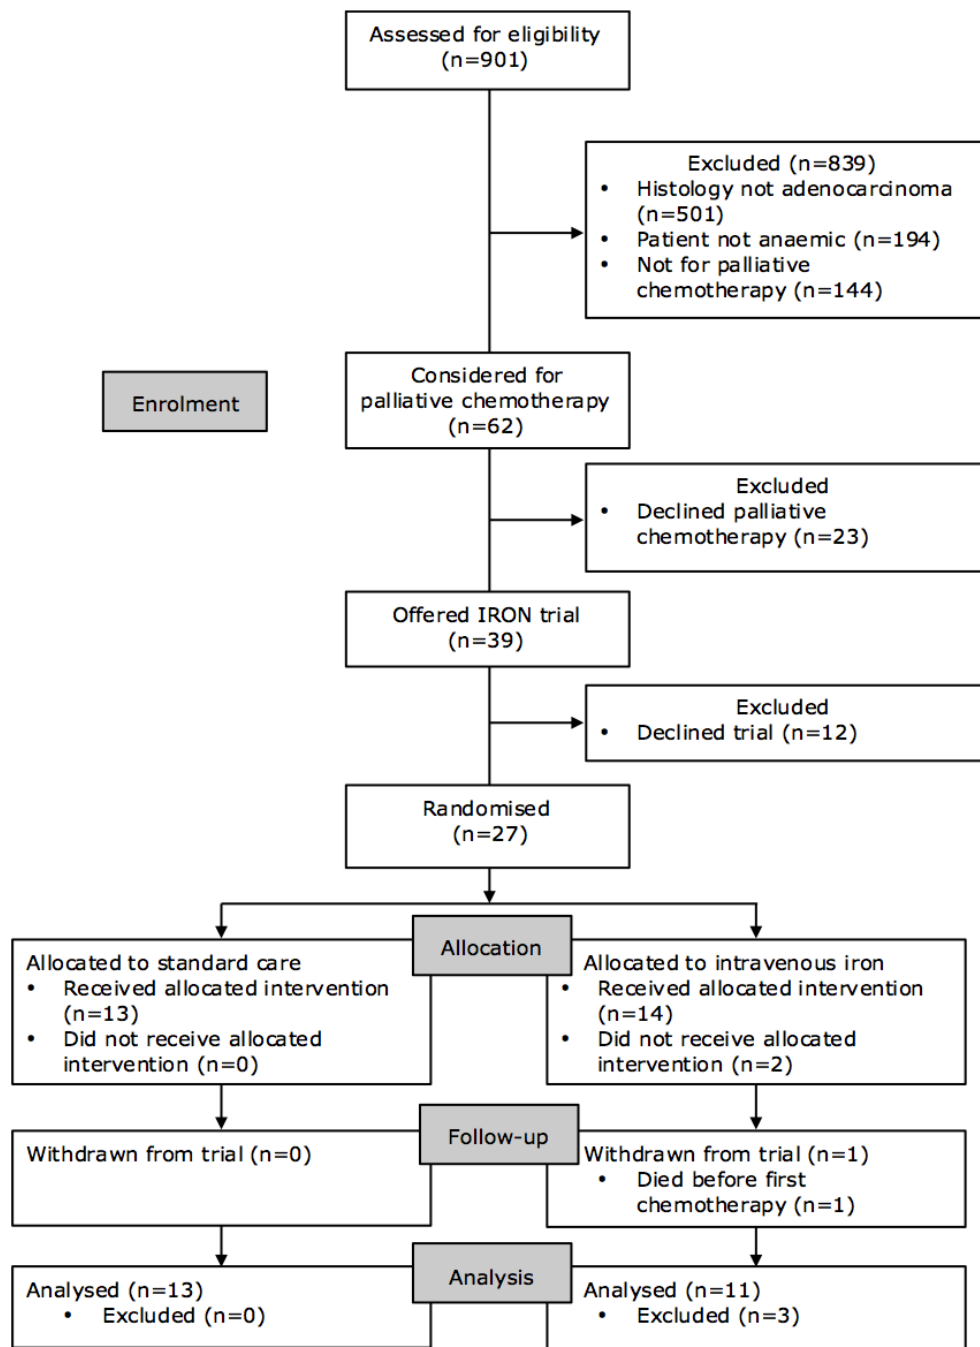 Assessed for eligibility
(n=901)
Excluded (n=839)
• Histology not adenocarcinoma
(n=501)
• Patient not anaemic (n=194)
• Not for palliative
chemotherapy (n=144)
Considered for
palliative chemotherapy
(n=62)
Enrolment
Excluded
• Declined palliative
chemotherapy (n=23)
Offered IRON trial
(n=39)
Excluded
• Declined trial (n=12)
Randomised
(n=27)
Allocation
Allocated to standard care
• Received allocated intervention
(n=13)
• Did not receive allocated
intervention (n=0)
Allocated to intravenous iron
• Received allocated intervention
(n=14)
• Did not receive allocated
intervention (n=2)
Follow-up
Withdrawn from trial (n=0)
Withdrawn from trial (n=1)
• Died before first
chemotherapy (n=1)
Analysis
Analysed (n=13)
• Excluded (n=0)
Analysed (n=11)
• Excluded (n=3)